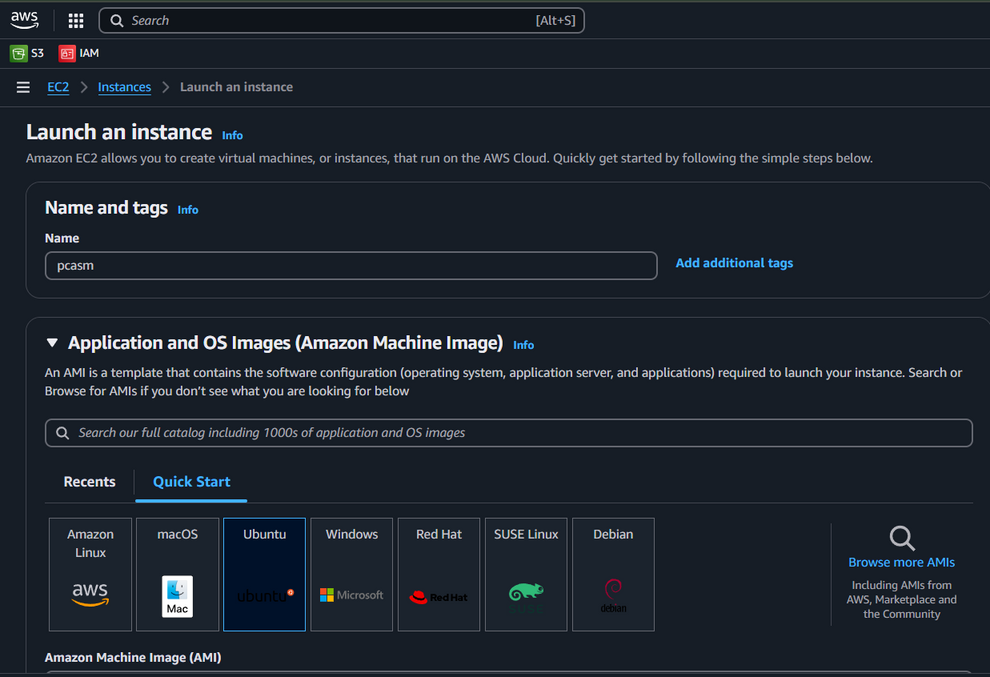 aws
Search [Alt+S]
S3 IAM
EC2 Instances Launch an instance
Launch an instance Info
Amazon EC2 allows you to create virtual machines, or instances, that run on the AWS Cloud. Quickly get started by following the simple steps below.
Name and tags Info
Name
pcasm
Add additional tags
Application and OS Images (Amazon Machine Image) Info
An AMI is a template that contains the software configuration (operating system, application server, and applications) required to launch your instance. Search or
Browse for AMIs if you don’t see what you are looking for below
Search our full catalog including 1000s of application and OS images
Recents Quick Start
Amazon
Linux
aws
macOS
Mac
Ubuntu
ubuntu
Windows
Microsoft
Red Hat
Red Hat
SUSE Linux
Debian
debian
Browse more AMIs
Including AMIs from
AWS, Marketplace and
the Community
Amazon Machine Image (AMI)